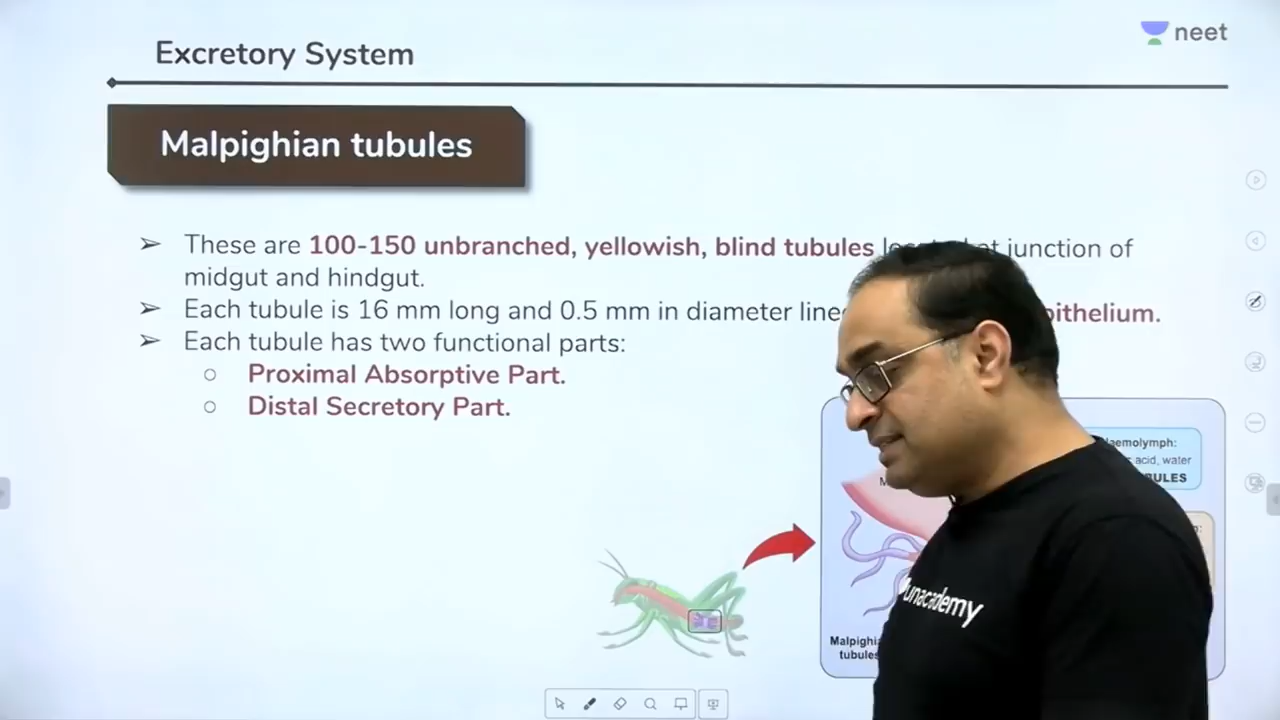 neet
Excretory System
Malpighian tubules
➢ These are 100-150 unbranched, yellowish, blind tubules at junction of
midgut and hindgut.
➢ Each tubule is 16 mm long and 0.5 mm in diameter
➢ Each tubule has two functional parts:
○ Proximal Absorptive Part.
○ Distal Secretory Part.
acid, water
unacademy
tubules